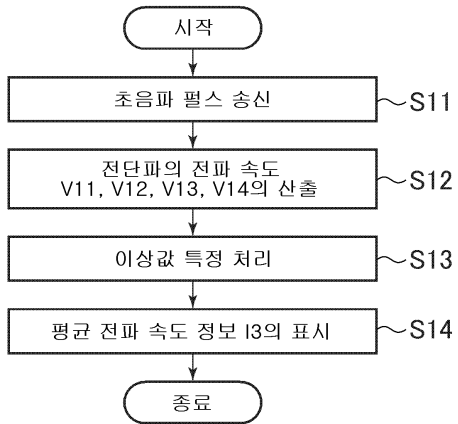 시작
초음파 펄스 송신
S11
전단파의 전파 속도
V11, V12, V13, V14의 산출
S12
이상값 특정 처리
S13
평균 전파 속도 정보 I3의 표시
S14
종료